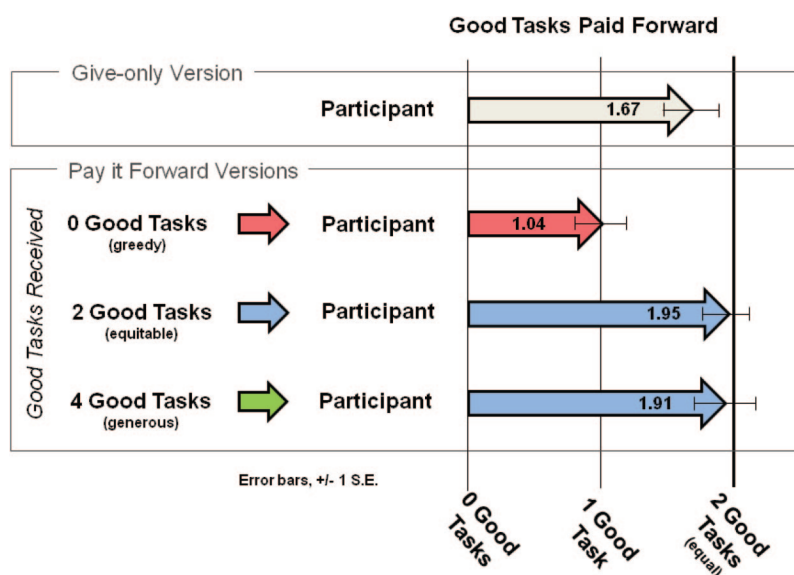 Good Tasks Paid Forward
Give-only Version
Participant
1.67
Pay it Forward Versions
Good Tasks Received
0 Good Tasks
(greedy)
Participant
1.04
2 Good Tasks
(equitable)
Participant
1.95
4 Good Tasks
(generous)
Participant
1.91
Error bars, +/- 1 S.E.
0 Good
Tasks
1 Good
Task
2 Good
Tasks
(equal)